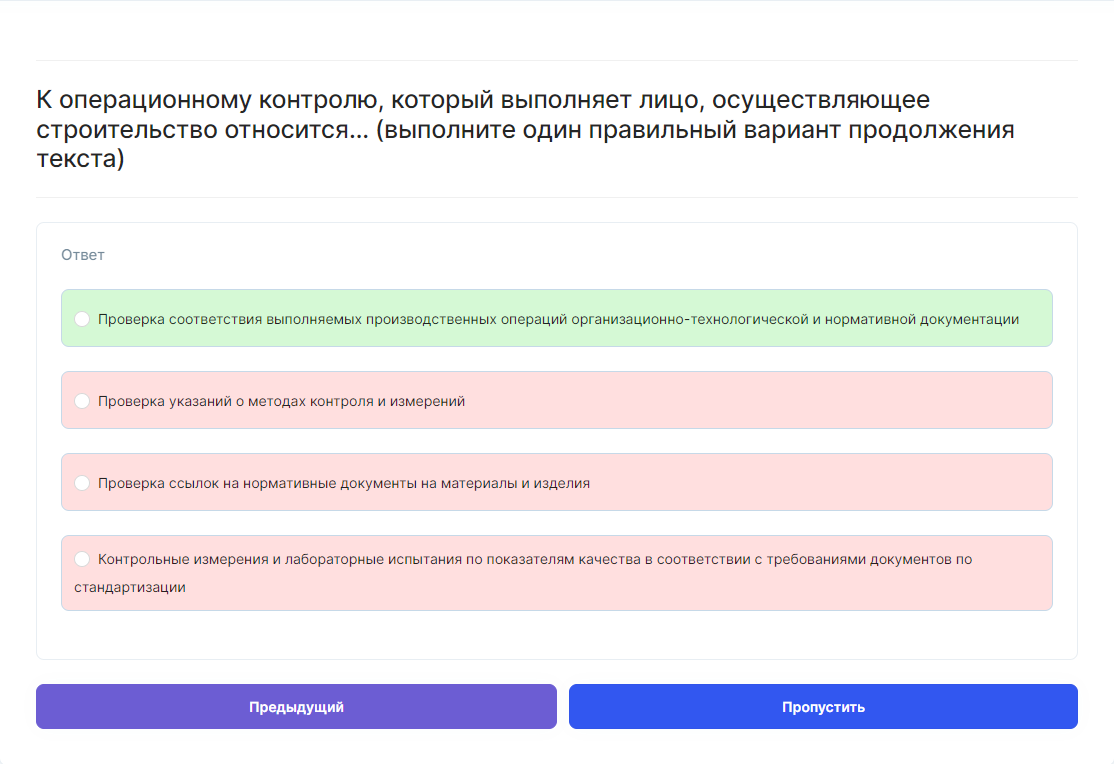 К операционному контролю, который выполняет лицо, осуществляющее
строительство относится... (выполните один правильный вариант продолжения
текста)
Ответ
Проверка соответствия выполняемых производственных операций организационно-технологической и нормативной документации
Проверка указаний о методах контроля и измерений
Проверка ссылок на нормативные документы на материалы и изделия
Контрольные измерения и лабораторные испытания по показателям качества в соответствии с требованиями документов по
стандартизации
Предыдущий
Пропустить